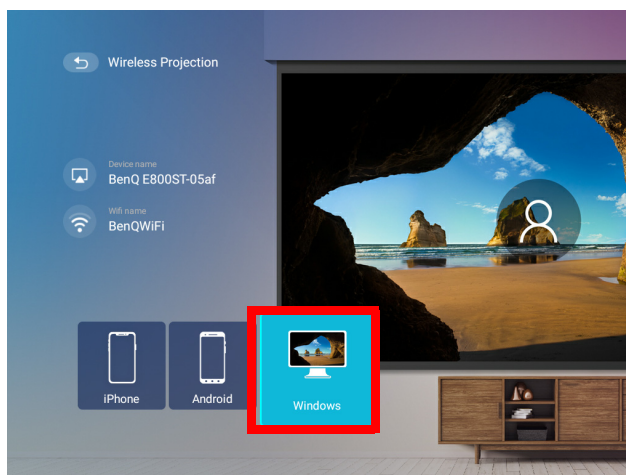 Wireless Projection
Device name
BenQ E800ST-05af
Wifi name
BenQWiFi
iPhone
Android
Windows